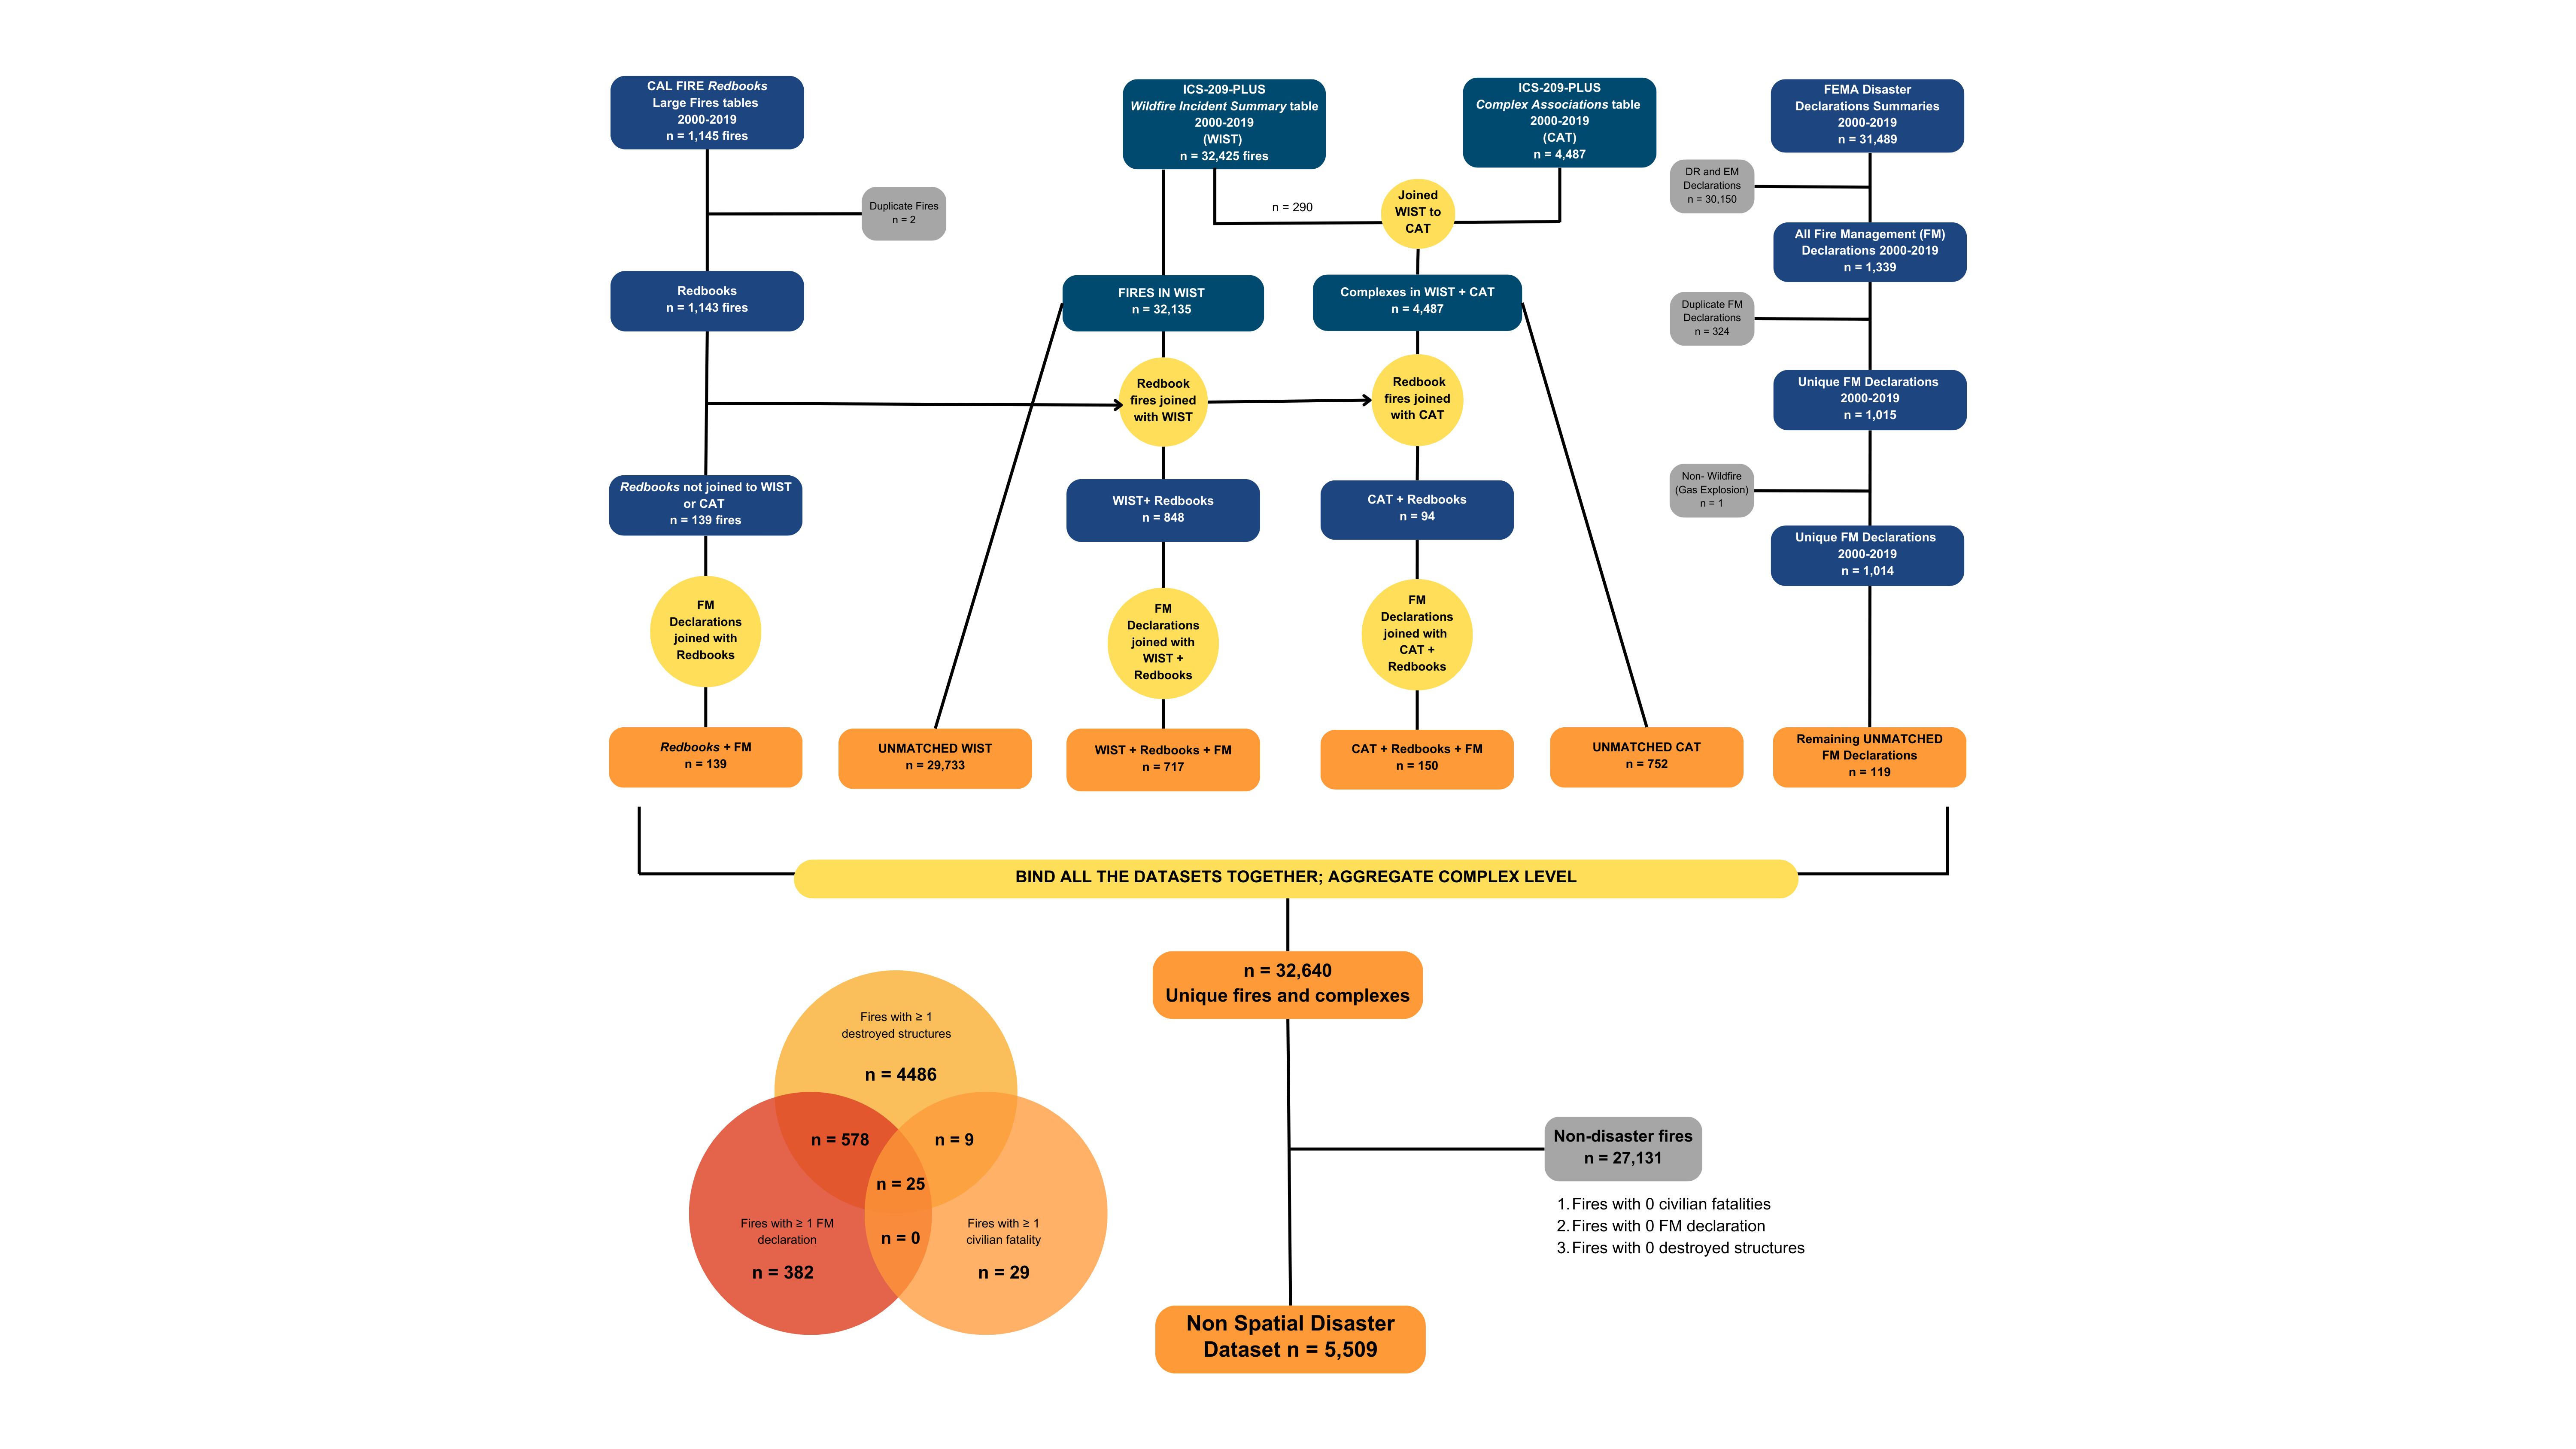 CAL FIRE Redbooks
Large Fires tables
2000-2019
n = 1,145 fires
ICS-209-PLUS
Wildfire Incident Summary table
2000-2019
(WIST)
n = 32,425 fires
ICS-209-PLUS
Complex Associations table
2000-2019
(CAT)
n = 4,487
FEMA Disaster
Declarations Summaries
2000-2019
n = 31,489
DR and EM
Declarations
n = 30,150
Duplicate Fires
n = 2
n = 290
Joined
WIST to
CAT
All Fire Management (FM)
Declarations 2000-2019
n = 1,339
Redbooks
n = 1,143 fires
FIRES IN WIST
n = 32,135
Complexes in WIST + CAT
n = 4,487
Duplicate FM
Declarations
n = 324
Redbook
fires joined
with WIST
Redbook
fires joined
with CAT
Unique FM Declarations
2000-2019
n = 1,015
Redbooks not joined to WIST
or CAT
n = 139 fires
WIST+ Redbooks
n = 848
CAT + Redbooks
n = 94
Non- Wildfire
(Gas Explosion)
n = 1
Unique FM Declarations
2000-2019
n = 1,014
FM
Declarations
joined with
Redbooks
FM
Declarations
joined with
WIST +
Redbooks
FM
Declarations
joined with
CAT +
Redbooks
Redbooks + FM
n = 139
UNMATCHED WIST
n = 29,733
WIST + Redbooks + FM
n = 717
CAT + Redbooks + FM
n = 150
UNMATCHED CAT
n = 752
Remaining UNMATCHED
FM Declarations
n = 119
BIND ALL THE DATASETS TOGETHER; AGGREGATE COMPLEX LEVEL
n = 32,640
Unique fires and complexes
Fires with ≥ 1
destroyed structures
n = 4486
n = 578
n = 9
n = 25
Fires with ≥ 1 FM
declaration
n = 382
n = 0
Fires with ≥ 1
civilian fatality
n = 29
Non-disaster fires
n = 27,131
1. Fires with 0 civilian fatalities
2. Fires with 0 FM declaration
3. Fires with 0 destroyed structures
Non Spatial Disaster
Dataset n = 5,509